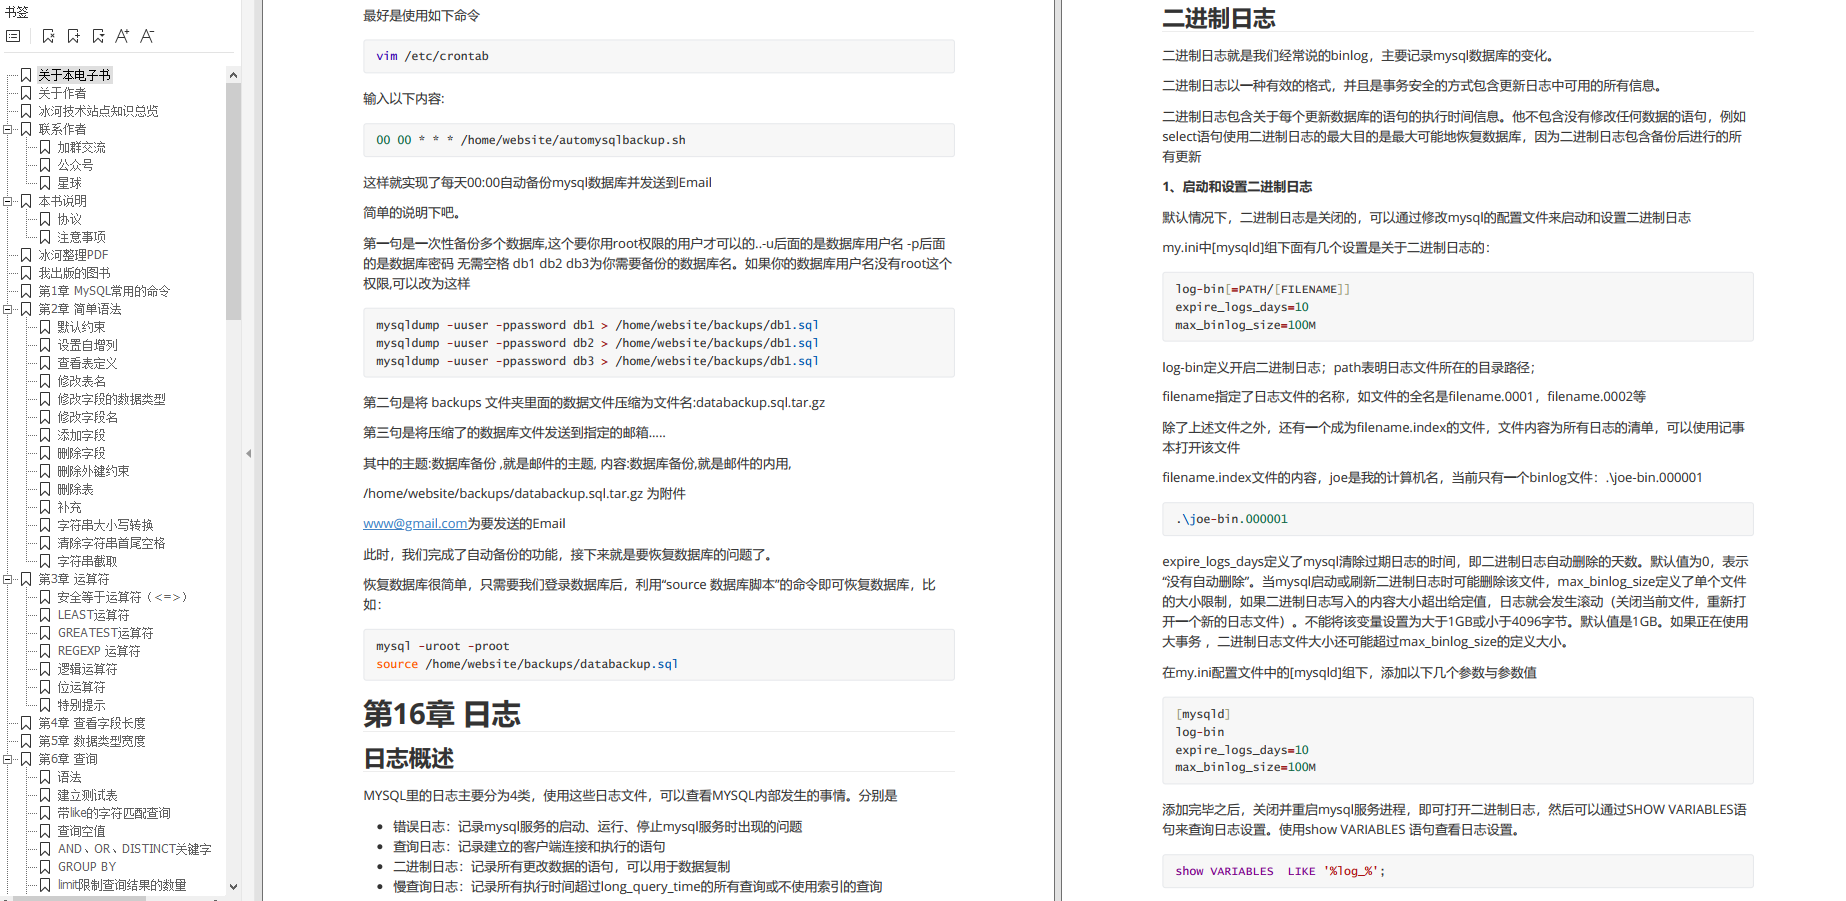 书签
关于本电子书
关于作者
冰河技术站点知识总览
联系作者
加群交流
公众号
星球
本书说明
协议
注意事项
冰河整理PDF
我出版的图书
第1章 MySQL常用的命令
第2章 简单语法
默认约束
设置自增列
查看表定义
修改表名
修改字段的数据类型
修改字段名
添加字段
删除字段
删除外键约束
删除表
补充
字符串大小写转换
清除字符串首尾空格
字符串截取
第3章 运算符
安全等于运算符（<=>）
LEAST运算符
GREATEST运算符
REGEXP 运算符
逻辑运算符
位运算符
特别提示
第4章 查看字段长度
第5章 数据类型宽度
第6章 查询
语法
建立测试表
带like的字符匹配查询
查询空值
AND、OR、DISTINCT关键字
GROUP BY
limit限制查询结果的数量
最好是使用如下命令
vim /etc/crontab
输入以下内容:
00 00 * * * /home/website/automysqlbackup.sh
这样就实现了每天00:00自动备份mysql数据库并发送到Email
简单的说明下吧。
第一句是一次性备份多个数据库,这个要你用root权限的用户才可以的..-u后面的是数据库用户名 -p后面
的是数据库密码 无需空格 db1 db2 db3为你需要备份的数据库名。如果你的数据库用户名没有root这个
权限,可以改为这样
mysqldump -uuser -ppassword db1 > /home/website/backups/db1.sql
mysqldump -uuser -ppassword db2 > /home/website/backups/db1.sql
mysqldump -uuser -ppassword db3 > /home/website/backups/db1.sql
第二句是将 backups 文件夹里面的数据文件压缩为文件名:databackup.sql.tar.gz
第三句是将压缩了的数据库文件发送到指定的邮箱.....
其中的主题:数据库备份 ,就是邮件的主题, 内容:数据库备份,就是邮件的内用,
/home/website/backups/databackup.sql.tar.gz 为附件
www@gmail.com为要发送的Email
此时，我们完成了自动备份的功能，接下来就是要恢复数据库的问题了。
恢复数据库很简单，只需要我们登录数据库后，利用“source 数据库脚本”的命令即可恢复数据库，比
如：
mysql -uroot -proot
source /home/website/backups/databackup.sql
第16章 日志
日志概述
MYSQL里的日志主要分为4类，使用这些日志文件，可以查看MYSQL内部发生的事情。分别是
• 错误日志：记录mysql服务的启动、运行、停止mysql服务时出现的问题
• 查询日志：记录建立的客户端连接和执行的语句
• 二进制日志：记录所有更改数据的语句，可以用于数据复制
• 慢查询日志：记录所有执行时间超过long_query_time的所有查询或不使用索引的查询
二进制日志
二进制日志就是我们经常说的binlog，主要记录mysql数据库的变化。
二进制日志以一种有效的格式，并且是事务安全的方式包含更新日志中可用的所有信息。
二进制日志包含关于每个更新数据库的语句的执行时间信息。他不包含没有修改任何数据的语句，例如
select语句使用二进制日志的最大目的是最大可能地恢复数据库，因为二进制日志包含备份后进行的所
有更新
1、启动和设置二进制日志
默认情况下，二进制日志是关闭的，可以通过修改mysql的配置文件来启动和设置二进制日志
my.ini中[mysqld]组下面有几个设置是关于二进制日志的：
log-bin[=PATH/[FILENAME]]
expire_logs_days=10
max_binlog_size=100M
log-bin定义开启二进制日志；path表明日志文件所在的目录路径；
filename指定了日志文件的名称，如文件的全名是filename.0001，filename.0002等
除了上述文件之外，还有一个成为filename.index的文件，文件内容为所有日志的清单，可以使用记事
本打开该文件
filename.index文件的内容，joe是我的计算机名，当前只有一个binlog文件：.\joe-bin.000001
.\joe-bin.000001
expire_logs_days定义了mysql清除过期日志的时间，即二进制日志自动删除的天数。默认值为0，表示
“没有自动删除”。当mysql启动或刷新二进制日志时可能删除该文件，max_binlog_size定义了单个文件
的大小限制，如果二进制日志写入的内容大小超出给定值，日志就会发生滚动（关闭当前文件，重新打
开一个新的日志文件）。不能将该变量设置为大于1GB或小于4096字节。默认值是1GB。如果正在使用
大事务 ，二进制日志文件大小还可能超过max_binlog_size的定义大小。
在my.ini配置文件中的[mysqld]组下，添加以下几个参数与参数值
[mysqld]
log-bin
expire_logs_days=10
max_binlog_size=100M
添加完毕之后，关闭并重启mysql服务进程，即可打开二进制日志，然后可以通过SHOW VARIABLES语
句来查询日志设置。使用show VARIABLES 语句查看日志设置。
show VARIABLES  LIKE '%log_%';